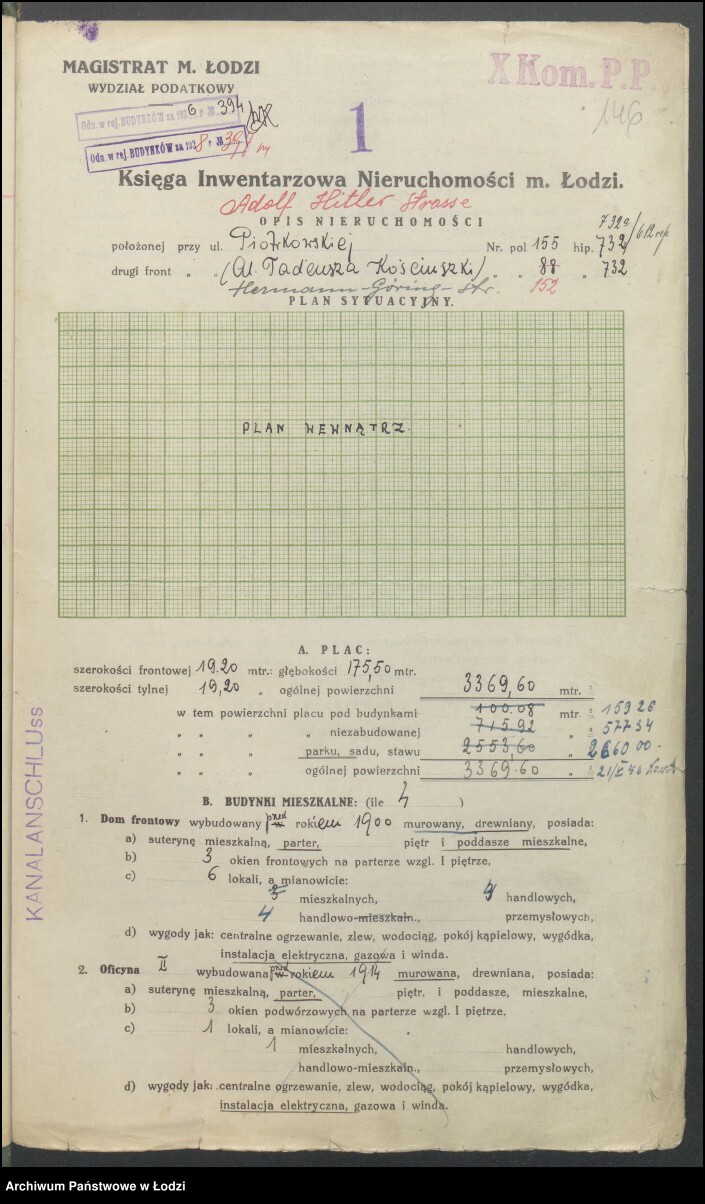 MAGISTRAT M. ŁODZI
WYDZIAŁ PODATKOWY
X Kom. P.P.
146
Odn. w rej. BUDYNKÓW za 1926 r № 394
Odn. w rej. BUDYNKÓW za 1928 r №
1
Księga Inwentarzowa Nieruchomości m. Łodzi.
Adolf Hitler Strasse
OPIS NIERUCHOMOŚCI
732a
położonej przy ul. Piotrkowskiej Nr. pol 155 hip. 732
drugi front „ „ (Al. Tadeusza Kościuszki) „ „ 88 „ 732
Hermann-Göring-Str. 152
PLAN SYTUACYJNY.
PLAN WEWNĄTRZ.
A. PLAC:
szerokości frontowej 19.20 mtr.: głębokości 175,50 mtr.
szerokości tylnej 19,20 „ ogólnej powierzchni 3369,60 mtr. ²
w tem powierzchni placu pod budynkami 100.08 mtr. ² 159 26
„ „ „ „ niezabudowanej 715.92 „ ² 577 34
„ „ „ parku, sadu, stawu 2553,60 „ 2660 00
„ „ „ ogólnej powierzchni 3369.60 „ ²
KANALANSCHLUss
B. BUDYNKI MIESZKALNE: (ile 4 )
1. Dom frontowy wybudowany przed w rokiem 1900 murowany, drewniany, posiada:
a) suterynę mieszkalną, parter, piętr i poddasze mieszkalne,
b) 3 okien frontowych na parterze wzgl. I piętrze,
c) 6 lokali, a mianowicie:
mieszkalnych, handlowych,
4 handlowo-mieszkaln., przemysłowych,
d) wygody jak: centralne ogrzewanie, zlew, wodociąg, pokój kąpielowy, wygódka,
instalacja elektryczna, gazowa i winda.
2. Oficyna II wybudowana przed w rokiem 1914 murowana, drewniana, posiada:
a) suterynę mieszkalną, parter, piętr. i poddasze, mieszkalne,
b) 3 okien podwórzowych na parterze wzgl. I piętrze,
c) 1 lokali, a mianowicie:
1 mieszkalnych, handlowych,
handlowo-mieszkaln., przemysłowych,
d) wygody jak: centralne ogrzewanie, zlew, wodociąg, pokój kąpielowy, wygódka,
instalacja elektryczna, gazowa i winda.
Archiwum Państwowe w Łodzi